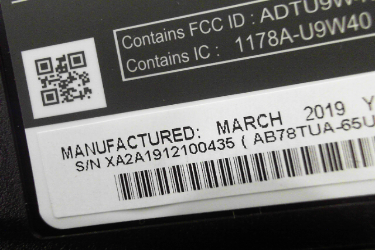 Contains FCC ID : ADTU9W
Contains IC : 1178A-U9W40
MANUFACTURED: MARCH 2019
S/N XA2A1912100435 ( AB78TUA-65U